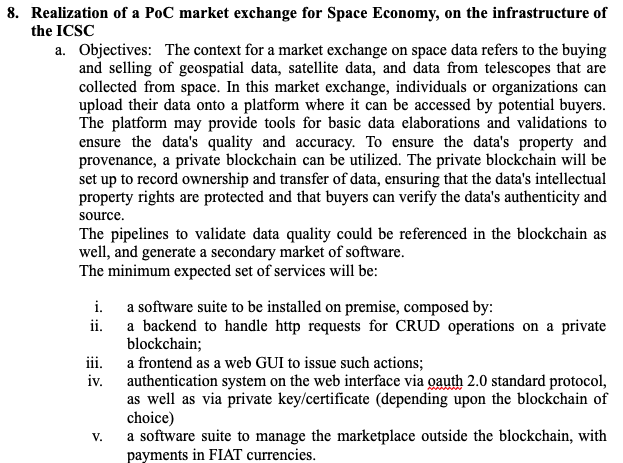 8. Realization of a PoC market exchange for Space Economy, on the infrastructure of
the ICSC
a. Objectives: The context for a market exchange on space data refers to the buying
and selling of geospatial data, satellite data, and data from telescopes that are
collected from space. In this market exchange, individuals or organizations can
upload their data onto a platform where it can be accessed by potential buyers.
The platform may provide tools for basic data elaborations and validations to
ensure the data's quality and accuracy. To ensure the data's property and
provenance, a private blockchain can be utilized. The private blockchain will be
set up to record ownership and transfer of data, ensuring that the data's intellectual
property rights are protected and that buyers can verify the data's authenticity and
source.
The pipelines to validate data quality could be referenced in the blockchain as
well, and generate a secondary market of software.
The minimum expected set of services will be:
i. a software suite to be installed on premise, composed by:
ii. a backend to handle http requests for CRUD operations on a private
blockchain;
iii. a frontend as a web GUI to issue such actions;
iv. authentication system on the web interface via oauth 2.0 standard protocol,
as well as via private key/certificate (depending upon the blockchain of
choice)
v. a software suite to manage the marketplace outside the blockchain, with
payments in FIAT currencies.